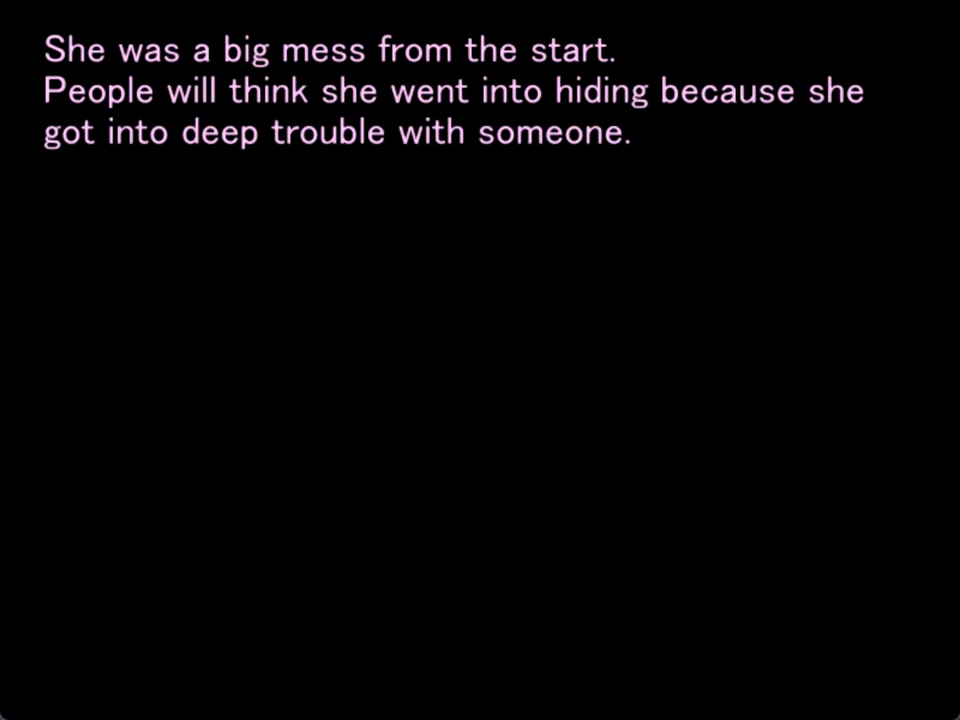 She was a big mess from the start.
People will think she went into hiding because she
got into deep trouble with someone.